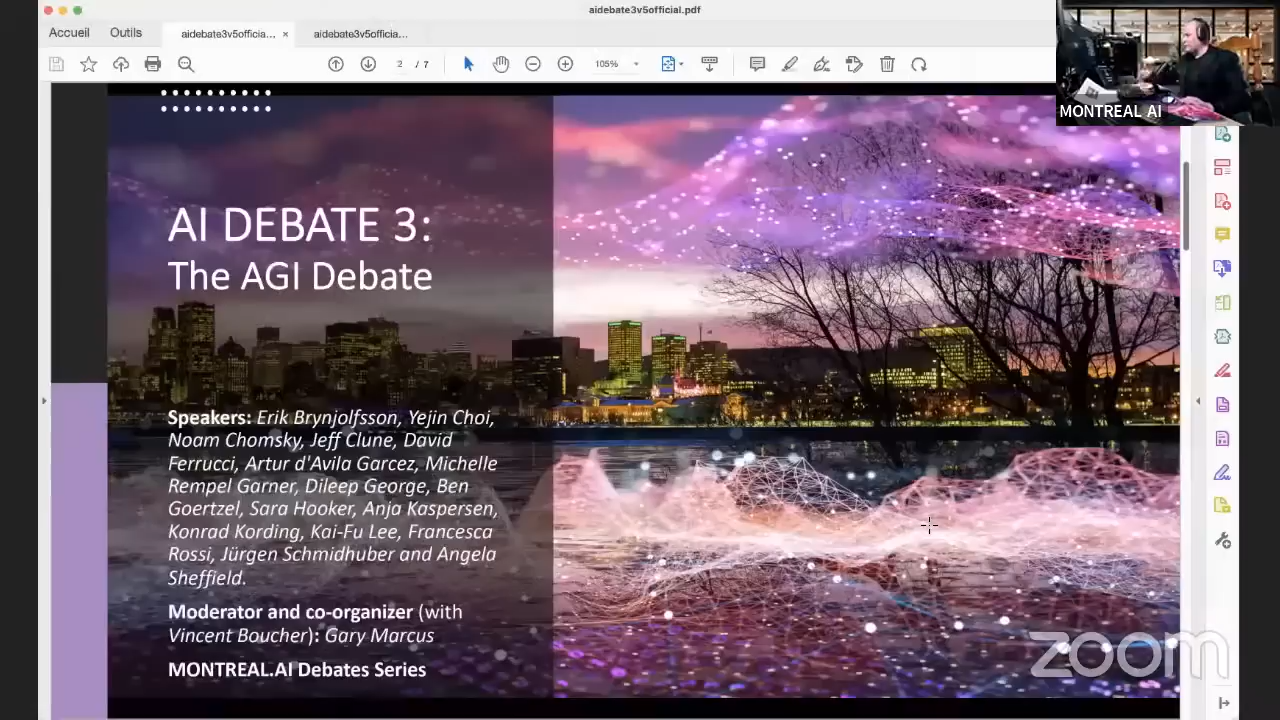 aidebate3v5official.pdf
Accueil
Outils
aidebate3v5officia...
×
aidebate3v5officia...
2 / 7
105%
MONTREAL AI
AI DEBATE 3:
The AGI Debate
Speakers: Erik Brynjolfsson, Yejin Choi,
Noam Chomsky, Jeff Clune, David
Ferrucci, Artur d'Avila Garcez, Michelle
Rempel Garner, Dileep George, Ben
Goertzel, Sara Hooker, Anja Kaspersen,
Konrad Kording, Kai-Fu Lee, Francesca
Rossi, Jürgen Schmidhuber and Angela
Sheffield.
Moderator and co-organizer (with
Vincent Boucher): Gary Marcus
MONTREAL.AI Debates Series
zoom